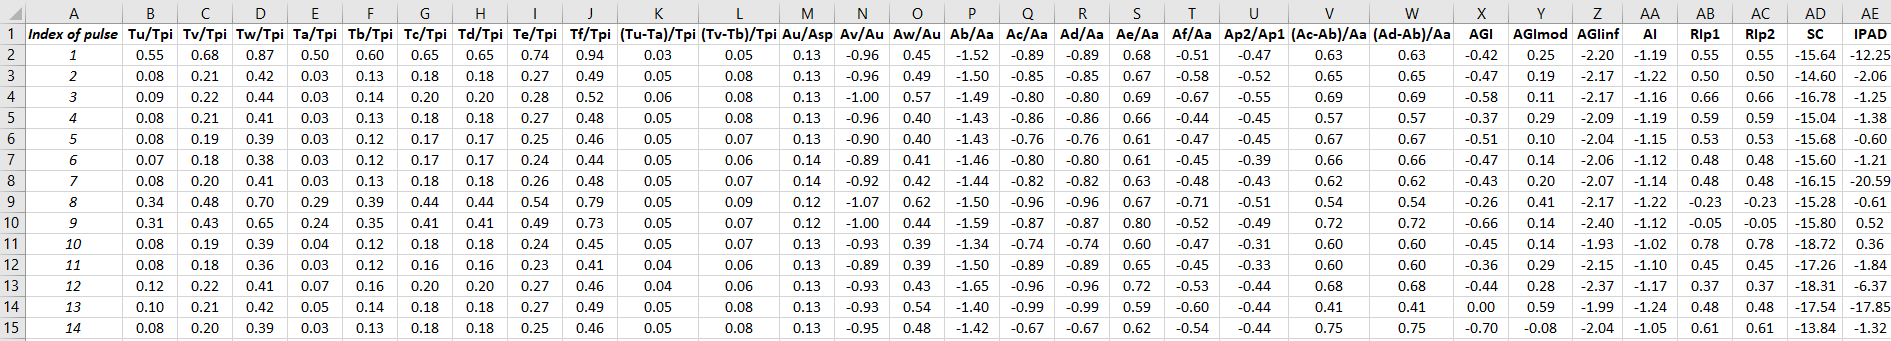 A B C D E F G H I J K L M N O P Q R S T U V W X Y Z AA AB AC AD AE
1 Index of pulse Tu/Tpi Tv/Tpi Tw/Tpi Ta/Tpi Tb/Tpi Tc/Tpi Td/Tpi Te/Tpi Tf/Tpi (Tu-Ta)/Tpi (Tv-Tb)/Tpi Au/Asp Av/Au Aw/Au Ab/Aa Ac/Aa Ad/Aa Ae/Aa Af/Aa Ap2/Ap1 (Ac-Ab)/Aa (Ad-Ab)/Aa AGI AGImod AGIinf AI RIp1 RIp2 SC IPAD
2 1 0.55 0.68 0.87 0.50 0.60 0.65 0.65 0.74 0.94 0.03 0.05 0.13 -0.96 0.45 -1.52 -0.89 -0.89 0.68 -0.51 -0.47 0.63 0.63 -0.42 0.25 -2.20 -1.19 0.55 0.55 -15.64 -12.25
3 2 0.08 0.21 0.42 0.03 0.13 0.18 0.18 0.27 0.49 0.05 0.08 0.13 -0.96 0.49 -1.50 -0.85 -0.85 0.67 -0.58 -0.52 0.65 0.65 -0.47 0.19 -2.17 -1.22 0.50 0.50 -14.60 -2.06
4 3 0.09 0.22 0.44 0.03 0.14 0.20 0.20 0.28 0.52 0.06 0.08 0.13 -1.00 0.57 -1.49 -0.80 -0.80 0.69 -0.67 -0.55 0.69 0.69 -0.58 0.11 -2.17 -1.16 0.66 0.66 -16.78 -1.25
5 4 0.08 0.21 0.41 0.03 0.13 0.18 0.18 0.27 0.48 0.05 0.08 0.13 -0.96 0.40 -1.43 -0.86 -0.86 0.66 -0.44 -0.45 0.57 0.57 -0.37 0.29 -2.09 -1.19 0.59 0.59 -15.04 -1.38
6 5 0.08 0.19 0.39 0.03 0.12 0.17 0.17 0.25 0.46 0.05 0.07 0.13 -0.90 0.40 -1.43 -0.76 -0.76 0.61 -0.47 -0.45 0.67 0.67 -0.51 0.10 -2.04 -1.15 0.53 0.53 -15.68 -0.60
7 6 0.07 0.18 0.38 0.03 0.12 0.17 0.17 0.24 0.44 0.05 0.06 0.14 -0.89 0.41 -1.46 -0.80 -0.80 0.61 -0.45 -0.39 0.66 0.66 -0.47 0.14 -2.06 -1.12 0.48 0.48 -15.60 -1.21
8 7 0.08 0.20 0.41 0.03 0.13 0.18 0.18 0.26 0.48 0.05 0.07 0.14 -0.92 0.42 -1.44 -0.82 -0.82 0.63 -0.48 -0.43 0.62 0.62 -0.43 0.20 -2.07 -1.14 0.48 0.48 -16.15 -20.59
9 8 0.34 0.48 0.70 0.29 0.39 0.44 0.44 0.54 0.79 0.05 0.09 0.12 -1.07 0.62 -1.50 -0.96 -0.96 0.67 -0.71 -0.51 0.54 0.54 -0.26 0.41 -2.17 -1.22 -0.23 -0.23 -15.28 -0.61
10 9 0.31 0.43 0.65 0.24 0.35 0.41 0.41 0.49 0.73 0.05 0.07 0.12 -1.00 0.44 -1.59 -0.87 -0.87 0.80 -0.52 -0.49 0.72 0.72 -0.66 0.14 -2.40 -1.12 -0.05 -0.05 -15.80 0.52
11 10 0.08 0.19 0.39 0.04 0.12 0.18 0.18 0.24 0.45 0.05 0.07 0.13 -0.93 0.39 -1.34 -0.74 -0.74 0.60 -0.47 -0.31 0.60 0.60 -0.45 0.14 -1.93 -1.02 0.78 0.78 -18.72 0.36
12 11 0.08 0.18 0.36 0.03 0.12 0.16 0.16 0.23 0.41 0.04 0.06 0.13 -0.89 0.39 -1.50 -0.89 -0.89 0.65 -0.45 -0.33 0.60 0.60 -0.36 0.29 -2.15 -1.10 0.45 0.45 -17.26 -1.84
13 12 0.12 0.22 0.41 0.07 0.16 0.20 0.20 0.27 0.46 0.04 0.06 0.13 -0.93 0.43 -1.65 -0.96 -0.96 0.72 -0.53 -0.44 0.68 0.68 -0.44 0.28 -2.37 -1.17 0.37 0.37 -18.31 -6.37
14 13 0.10 0.21 0.42 0.05 0.14 0.18 0.18 0.27 0.49 0.05 0.08 0.13 -0.93 0.54 -1.40 -0.99 -0.99 0.59 -0.60 -0.44 0.41 0.41 0.00 0.59 -1.99 -1.24 0.48 0.48 -17.54 -17.85
15 14 0.08 0.20 0.39 0.03 0.13 0.18 0.18 0.25 0.46 0.05 0.08 0.13 -0.95 0.48 -1.42 -0.67 -0.67 0.62 -0.54 -0.44 0.75 0.75 -0.70 -0.08 -2.04 -1.05 0.61 0.61 -13.84 -1.32